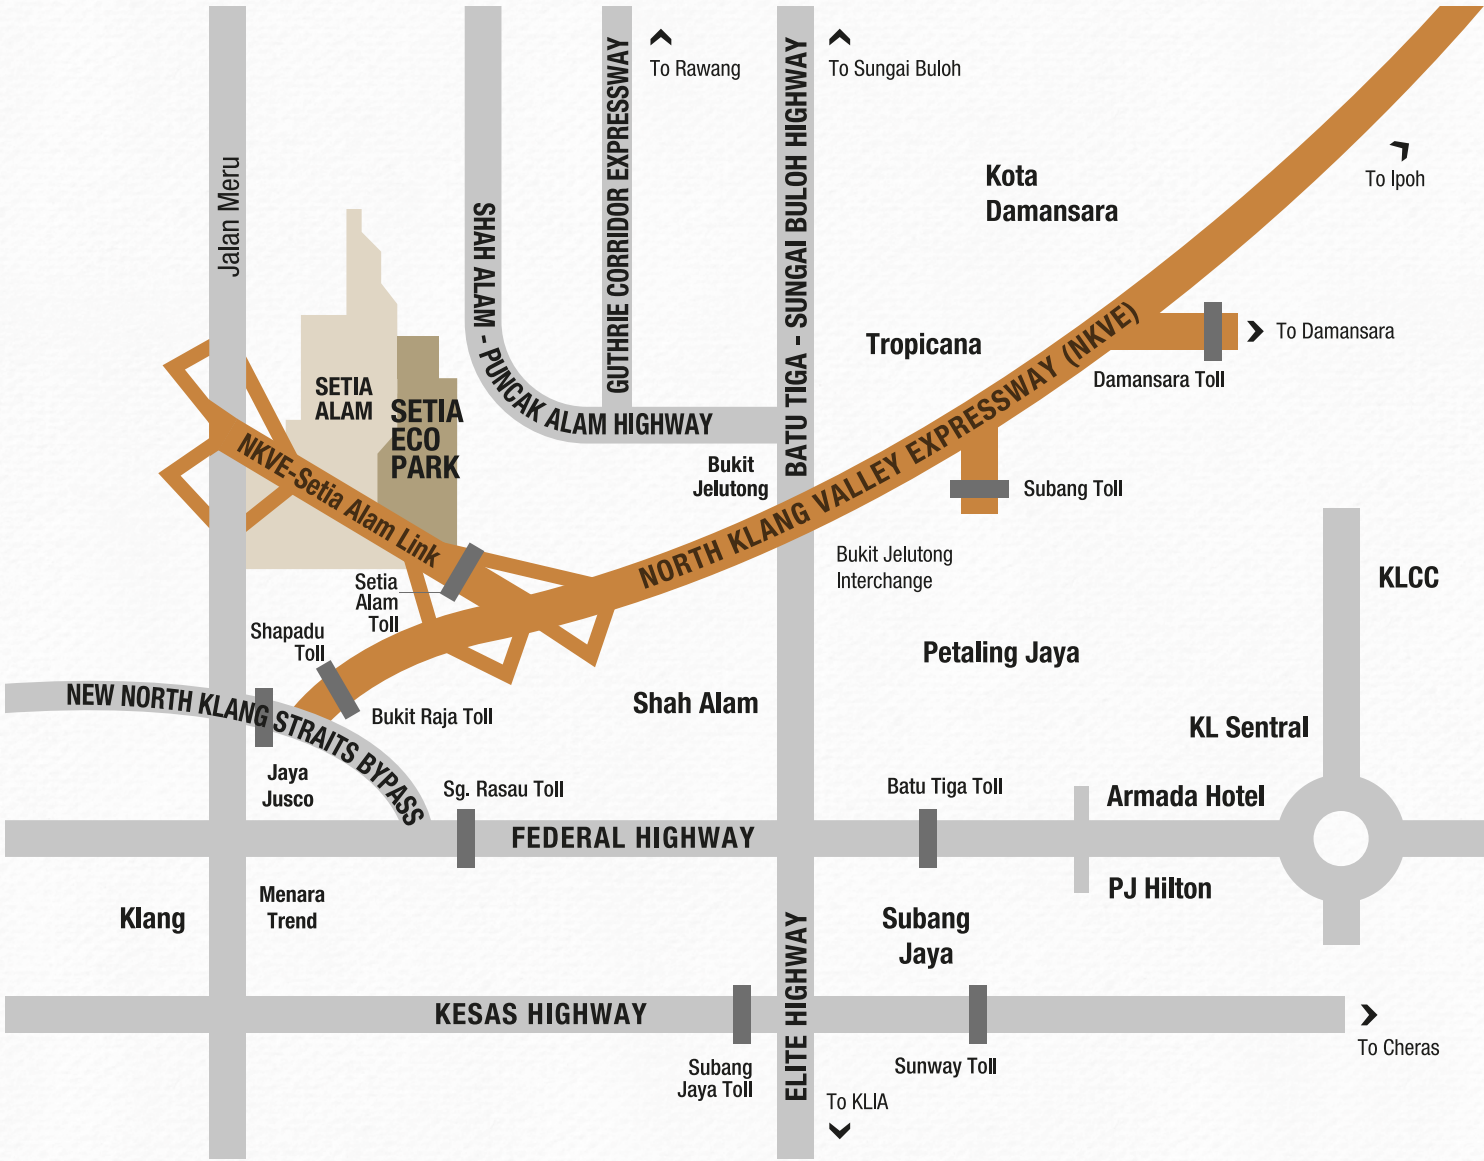 To Rawang
To Sungai Buloh
Jalan Meru
SHAH ALAM - PUNCAK ALAM HIGHWAY
GUTHRIE CORRIDOR EXPRESSWAY
BATU TIGA - SUNGAI BULOH HIGHWAY
Kota
Damansara
To Ipoh
Tropicana
To Damansara
Damansara Toll
SETIA
ALAM
SETIA
ECO
PARK
NKVE-Setia Alam Link
Bukit
Jelutong
NORTH KLANG VALLEY EXPRESSWAY (NKVE)
Subang Toll
Bukit Jelutong
Interchange
KLCC
Setia
Alam
Toll
Shapadu
Toll
Petaling Jaya
Shah Alam
NEW NORTH KLANG STRAITS BYPASS
Bukit Raja Toll
KL Sentral
Jaya
Jusco
Sg. Rasau Toll
Batu Tiga Toll
Armada Hotel
FEDERAL HIGHWAY
PJ Hilton
Klang
Menara
Trend
Subang
Jaya
ELITE HIGHWAY
KESAS HIGHWAY
Subang
Jaya Toll
Sunway Toll
To Cheras
To KLIA